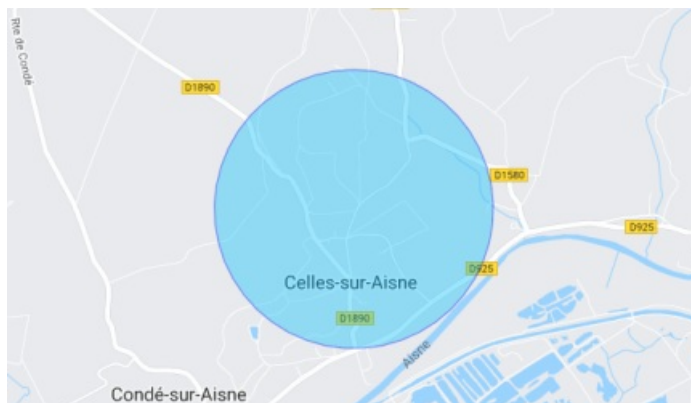 Rte de Condé
D1890
D1580
D925
D925
Celles-sur-Aisne
D1890
Aisne
Condé-sur-Aisne